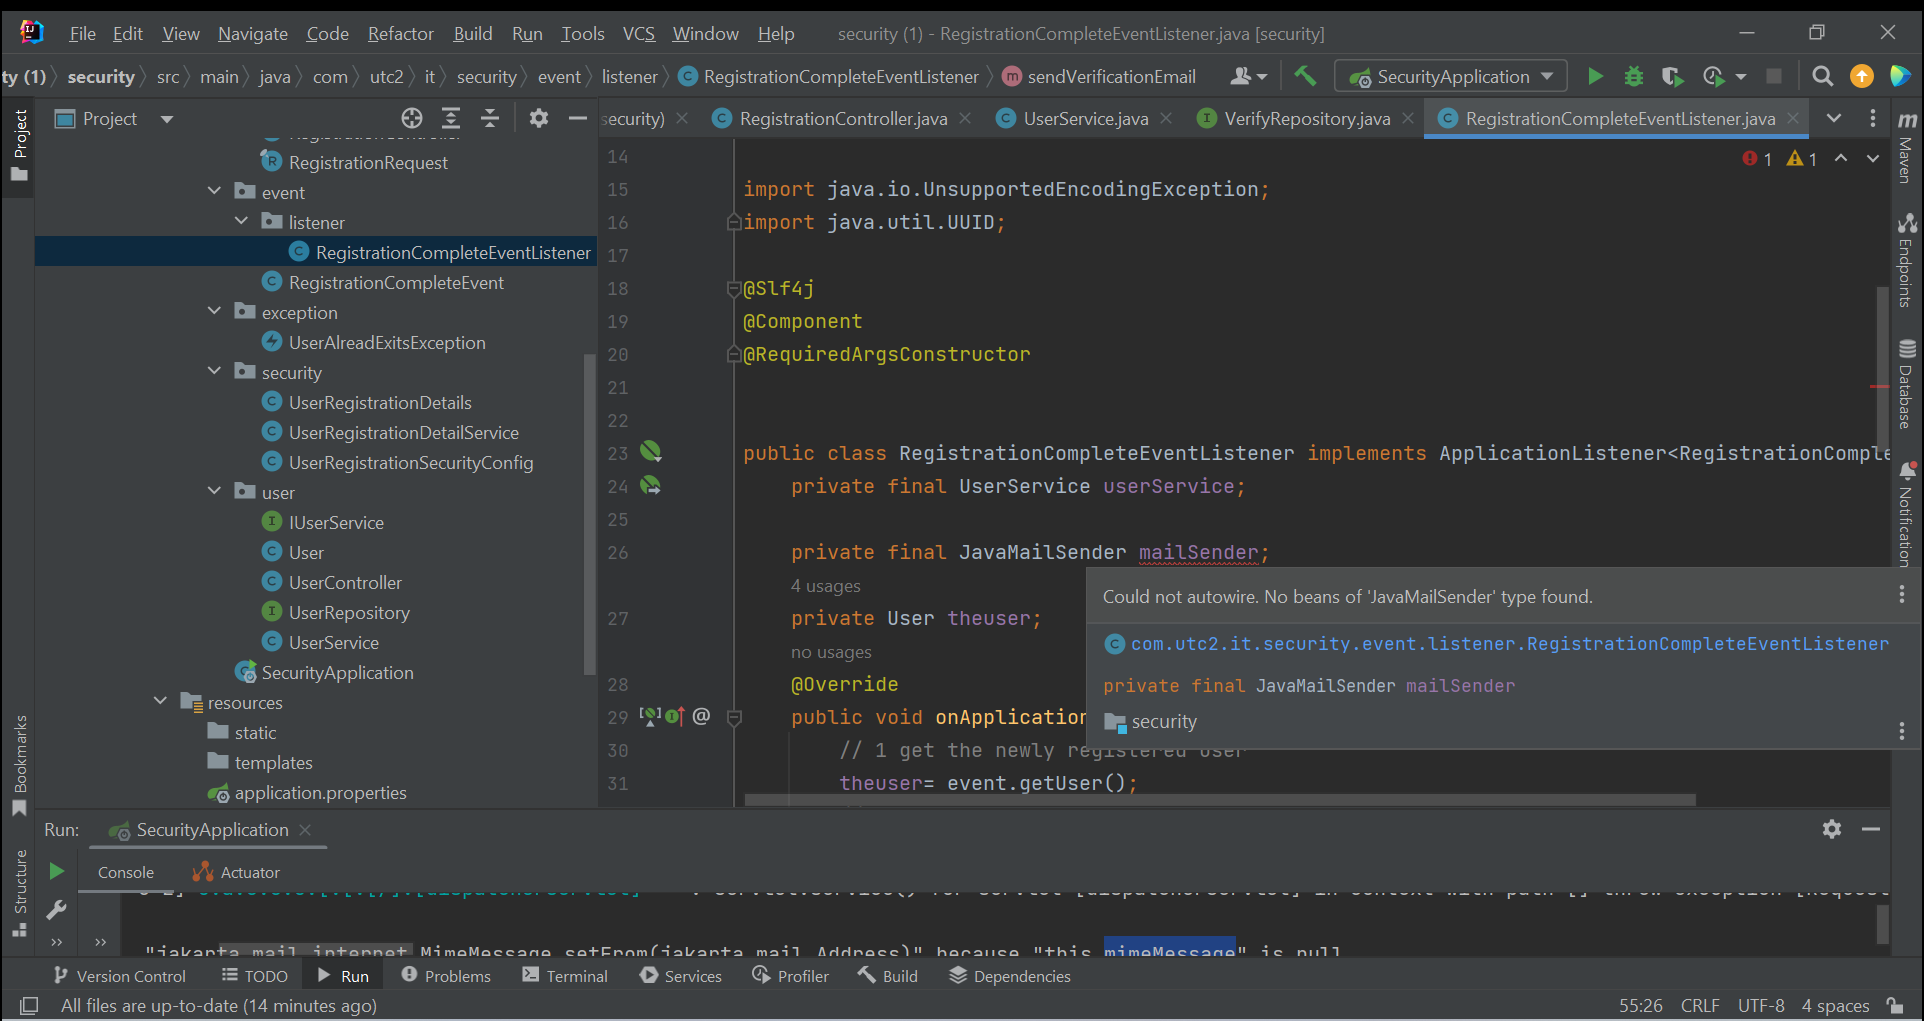 File Edit View Navigate Code Refactor Build Run Tools VCS Window Help security (1) - RegistrationCompleteEventListener.java [security]
ty (1) security src main java com utc2 it security event listener RegistrationCompleteEventListener sendVerificationEmail SecurityApplication
Project
security) RegistrationController.java UserService.java VerifyRepository.java RegistrationCompleteEventListener.java
RegistrationRequest
event
listener
RegistrationCompleteEventListener
RegistrationCompleteEvent
exception
UserAlreadExitsException
security
UserRegistrationDetails
UserRegistrationDetailService
UserRegistrationSecurityConfig
user
IUserService
User
UserController
UserRepository
UserService
SecurityApplication
resources
static
templates
application.properties
1 1
14
15 import java.io.UnsupportedEncodingException;
16 import java.util.UUID;
17
18 @Slf4j
19 @Component
20 @RequiredArgsConstructor
21
22
23 public class RegistrationCompleteEventListener implements ApplicationListener<RegistrationComple
24 private final UserService userService;
25
26 private final JavaMailSender mailSender;
4 usages
27 private User theuser;
no usages
28 @Override
29 public void onApplication
30 // 1 get the newly registered user
31 theuser= event.getUser();
Could not autowire. No beans of 'JavaMailSender' type found.
com.utc2.it.security.event.listener.RegistrationCompleteEventListener
private final JavaMailSender mailSender
security
Project
Bookmarks
Structure
Maven
Endpoints
Database
Notification
Run: SecurityApplication
Console Actuator
"jakarta.mail.internet.MimeMessage.setFrom(jakarta.mail.Address)" because "this.mimeMessage" is null
Version Control TODO Run Problems Terminal Services Profiler Build Dependencies
All files are up-to-date (14 minutes ago) 55:26 CRLF UTF-8 4 spaces